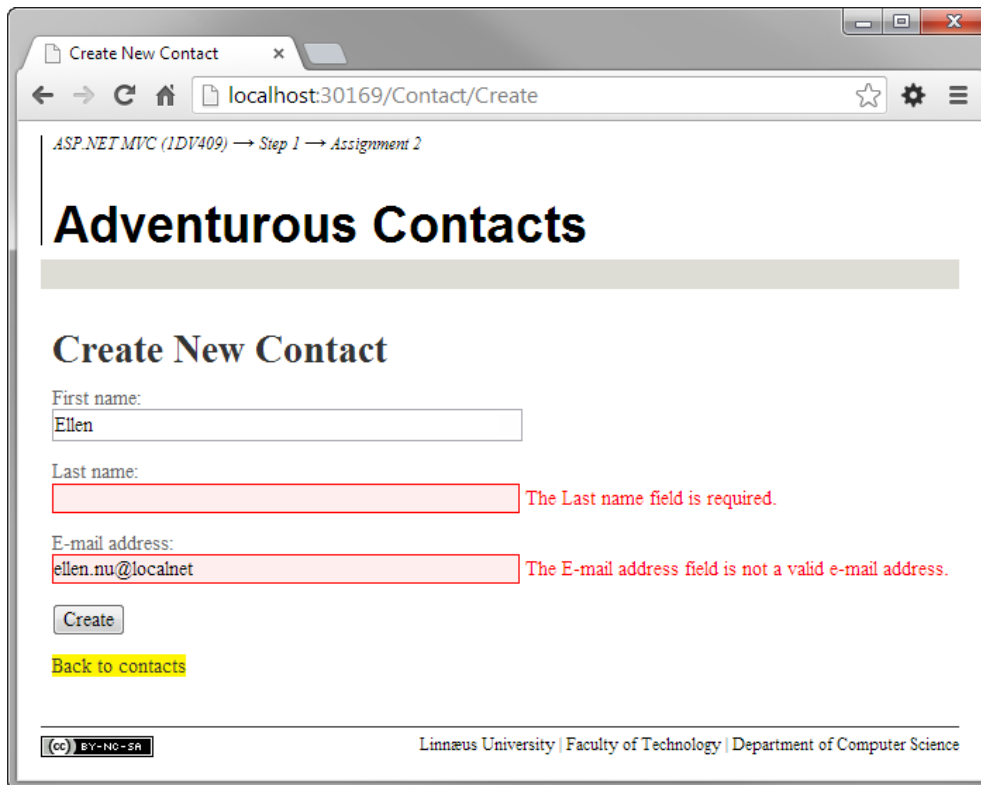 Create New Contact
localhost:30169/Contact/Create
ASP.NET MVC (1DV409) → Step 1 → Assignment 2
Adventurous Contacts
Create New Contact
First name:
Ellen
Last name:
The Last name field is required.
E-mail address:
ellen.nu@localnet The E-mail address field is not a valid e-mail address.
Create
Back to contacts
(cc) BY-NC-SA Linnæus University | Faculty of Technology | Department of Computer Science